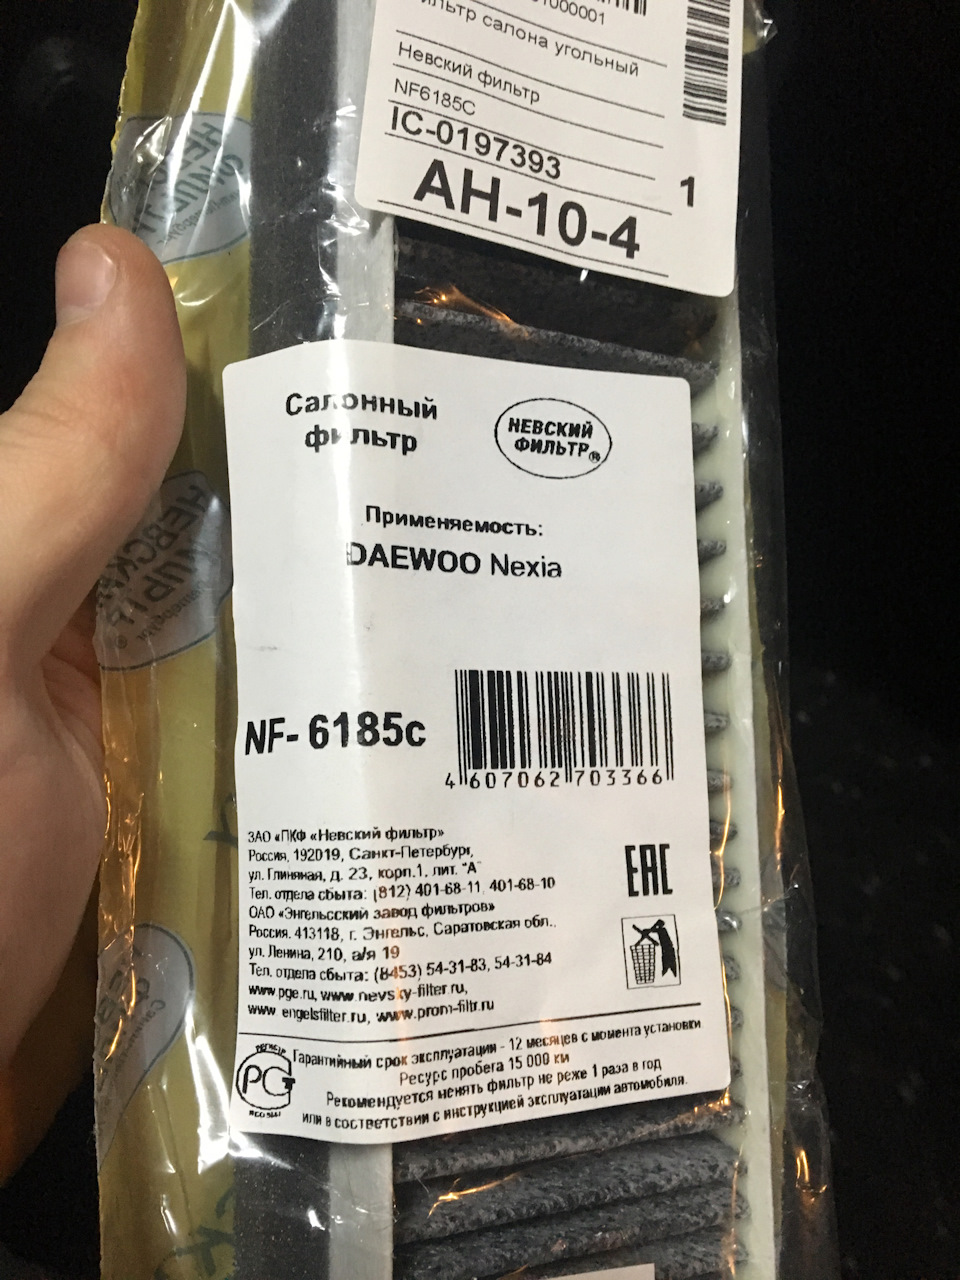 1000001
фильтр салона угольный
Невский фильтр
NF6185C
IC-0197393
1
AH-10-4
Салонный
фильтр
НЕВСКИЙ
ФИЛЬТР®
Применяемость:
DAEWOO Nexia
NF- 6185c
4 607062 703366
ЗАО «ПКФ «Невский фильтр»
Россия, 192019, Санкт-Петербург,
ул. Глиняная, д. 23, корп.1, лит. "А"
Тел. отдела сбыта: (812) 401-68-11, 401-68-10
ОАО «Энгельсский завод фильтров»
Россия. 413118, г. Энгельс, Саратовская обл.,
ул. Ленина, 210, а/я 19
Тел. отдела сбыта: (8453) 54-31-83, 54-31-84
www.pge.ru, www.nevsky-filter.ru,
www.engelsfilter.ru, www.prom-filtr.ru
EAC
РСТ
Гарантийный срок эксплуатации - 12 месяцев с момента установки
Ресурс пробега 15 000 км
Рекомендуется менять фильтр не реже 1 раза в год
или в соответствии с инструкцией эксплуатации автомобиля.